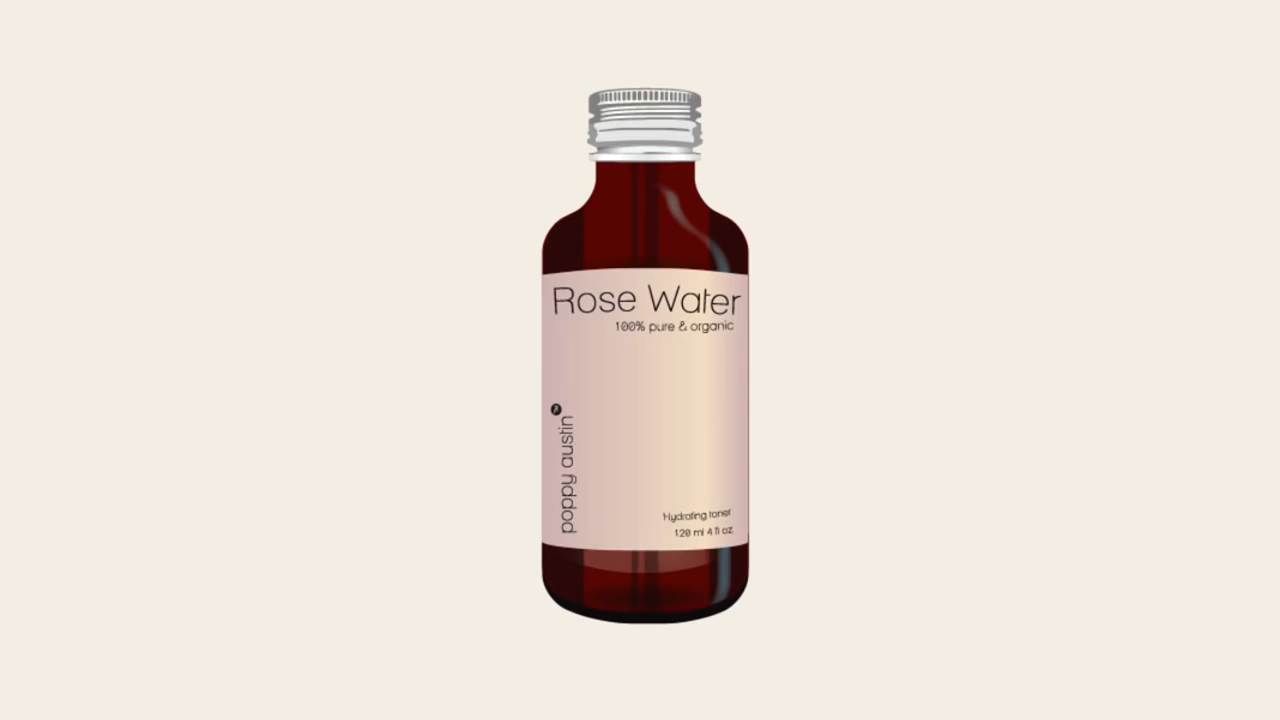 Rose Water
100% pure & organic
poppy austin
Hydrating toner
120 ml 4 fl oz.